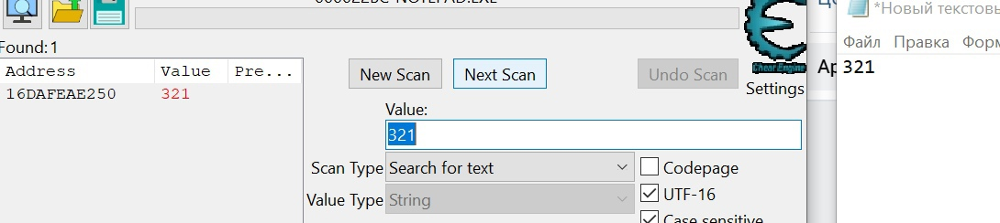 000022BC-NOTEPAD.EXE
*Новый текстовы
Found: 1
Файл Правка Форм
Address Value Pre...
New Scan Next Scan Undo Scan
321
16DAFEAE250 321
Cheat Engine
Settings
Value:
321
Scan Type Search for text
Codepage
Value Type String
UTF-16
Case sensitive